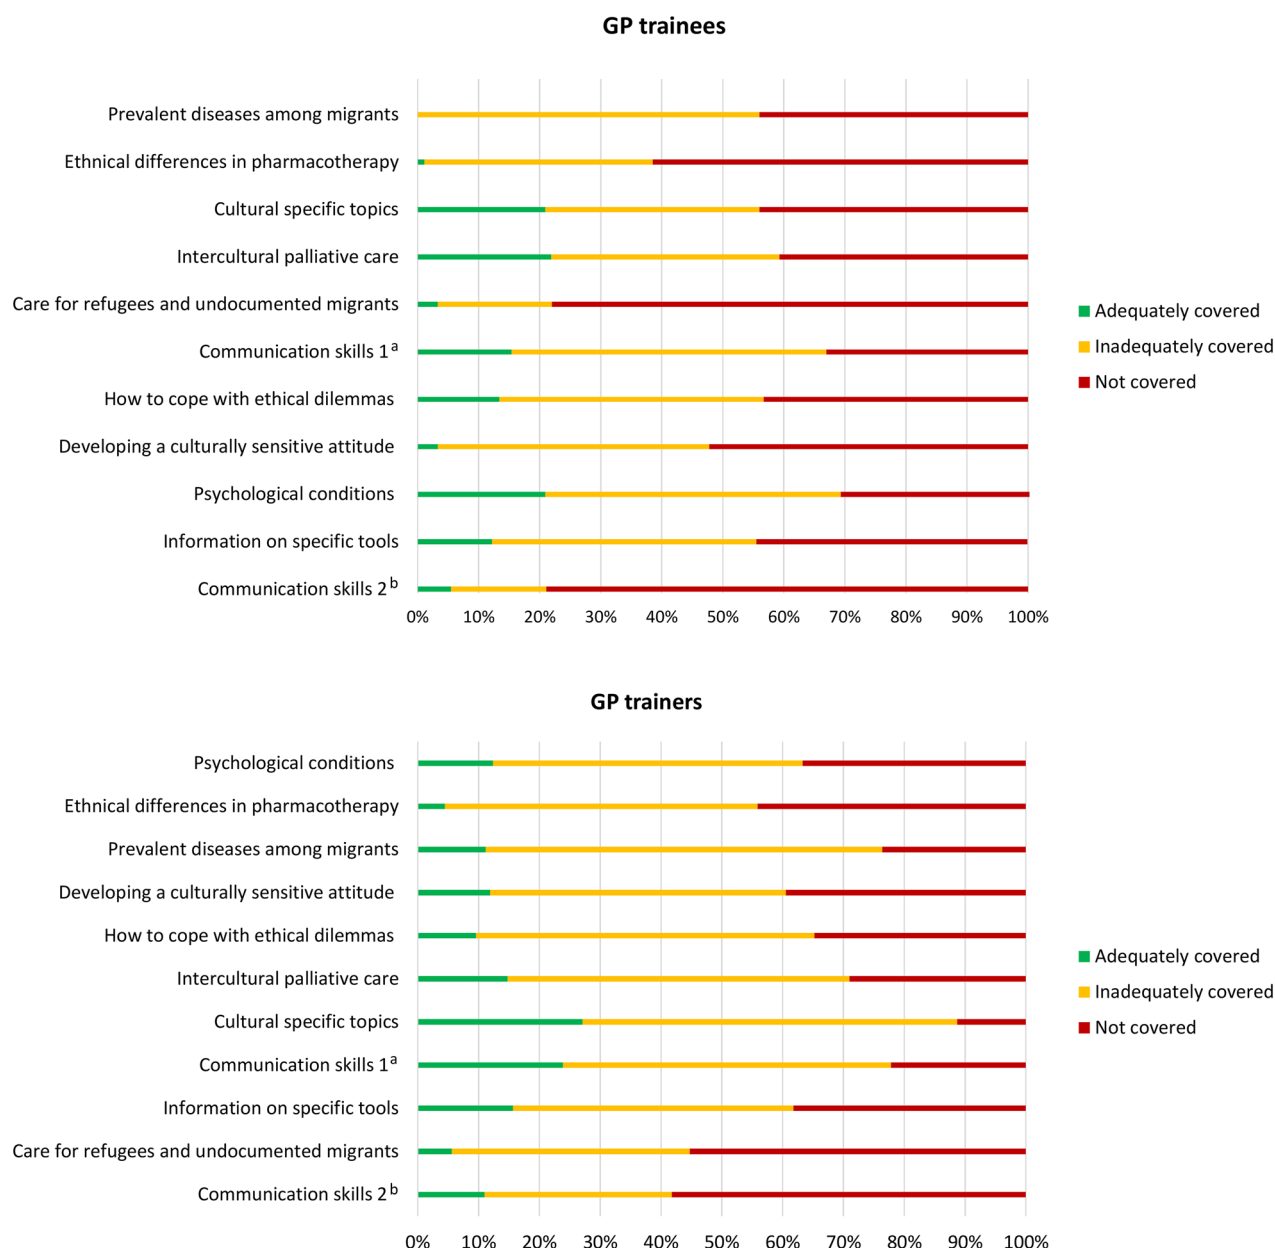 GP trainees
Prevalent diseases among migrants
Ethnical differences in pharmacotherapy
Cultural specific topics
Intercultural palliative care
Care for refugees and undocumented migrants
Communication skills 1ᵃ
How to cope with ethical dilemmas
Developing a culturally sensitive attitude
Psychological conditions
Information on specific tools
Communication skills 2ᵇ
0% 10% 20% 30% 40% 50% 60% 70% 80% 90% 100%
Adequately covered
Inadequately covered
Not covered
GP trainers
Psychological conditions
Ethnical differences in pharmacotherapy
Prevalent diseases among migrants
Developing a culturally sensitive attitude
How to cope with ethical dilemmas
Intercultural palliative care
Cultural specific topics
Communication skills 1ᵃ
Information on specific tools
Care for refugees and undocumented migrants
Communication skills 2ᵇ
0% 10% 20% 30% 40% 50% 60% 70% 80% 90% 100%
Adequately covered
Inadequately covered
Not covered